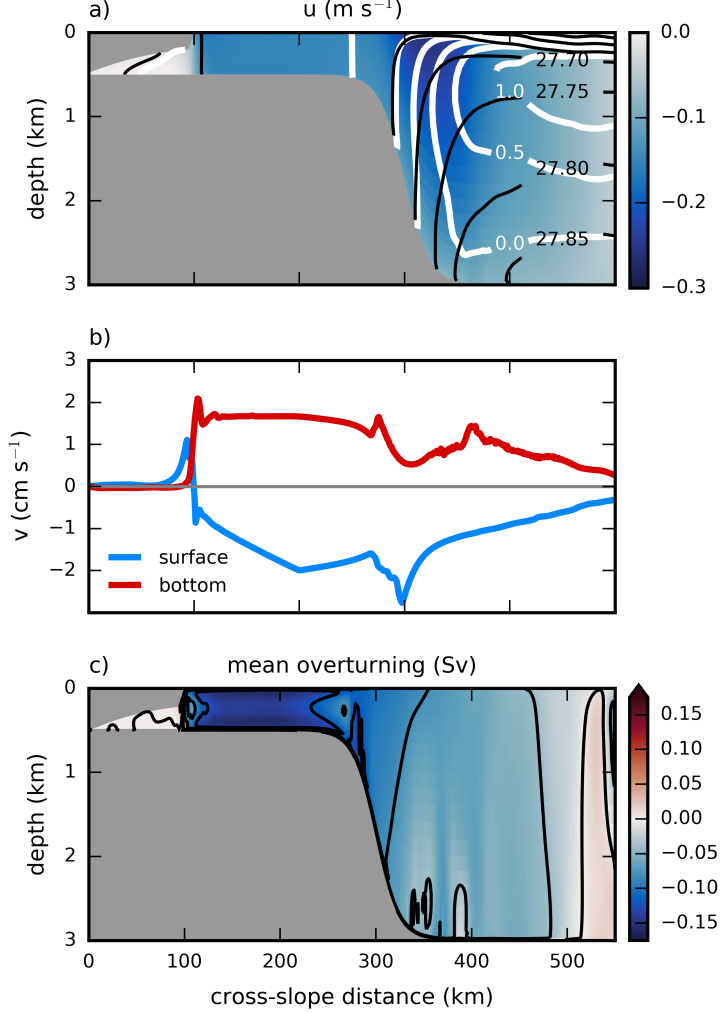 a)
u (m s⁻¹)
0
1
2
3
depth (km)
27.70
1.0
27.75
0.5
27.80
0.0
27.85
0.0
−0.1
−0.2
−0.3
b)
3
2
1
0
−1
−2
v (cm s⁻¹)
surface
bottom
c)
mean overturning (Sv)
0
1
2
3
depth (km)
0.15
0.10
0.05
0.00
−0.05
−0.10
−0.15
0 100 200 300 400 500
cross-slope distance (km)